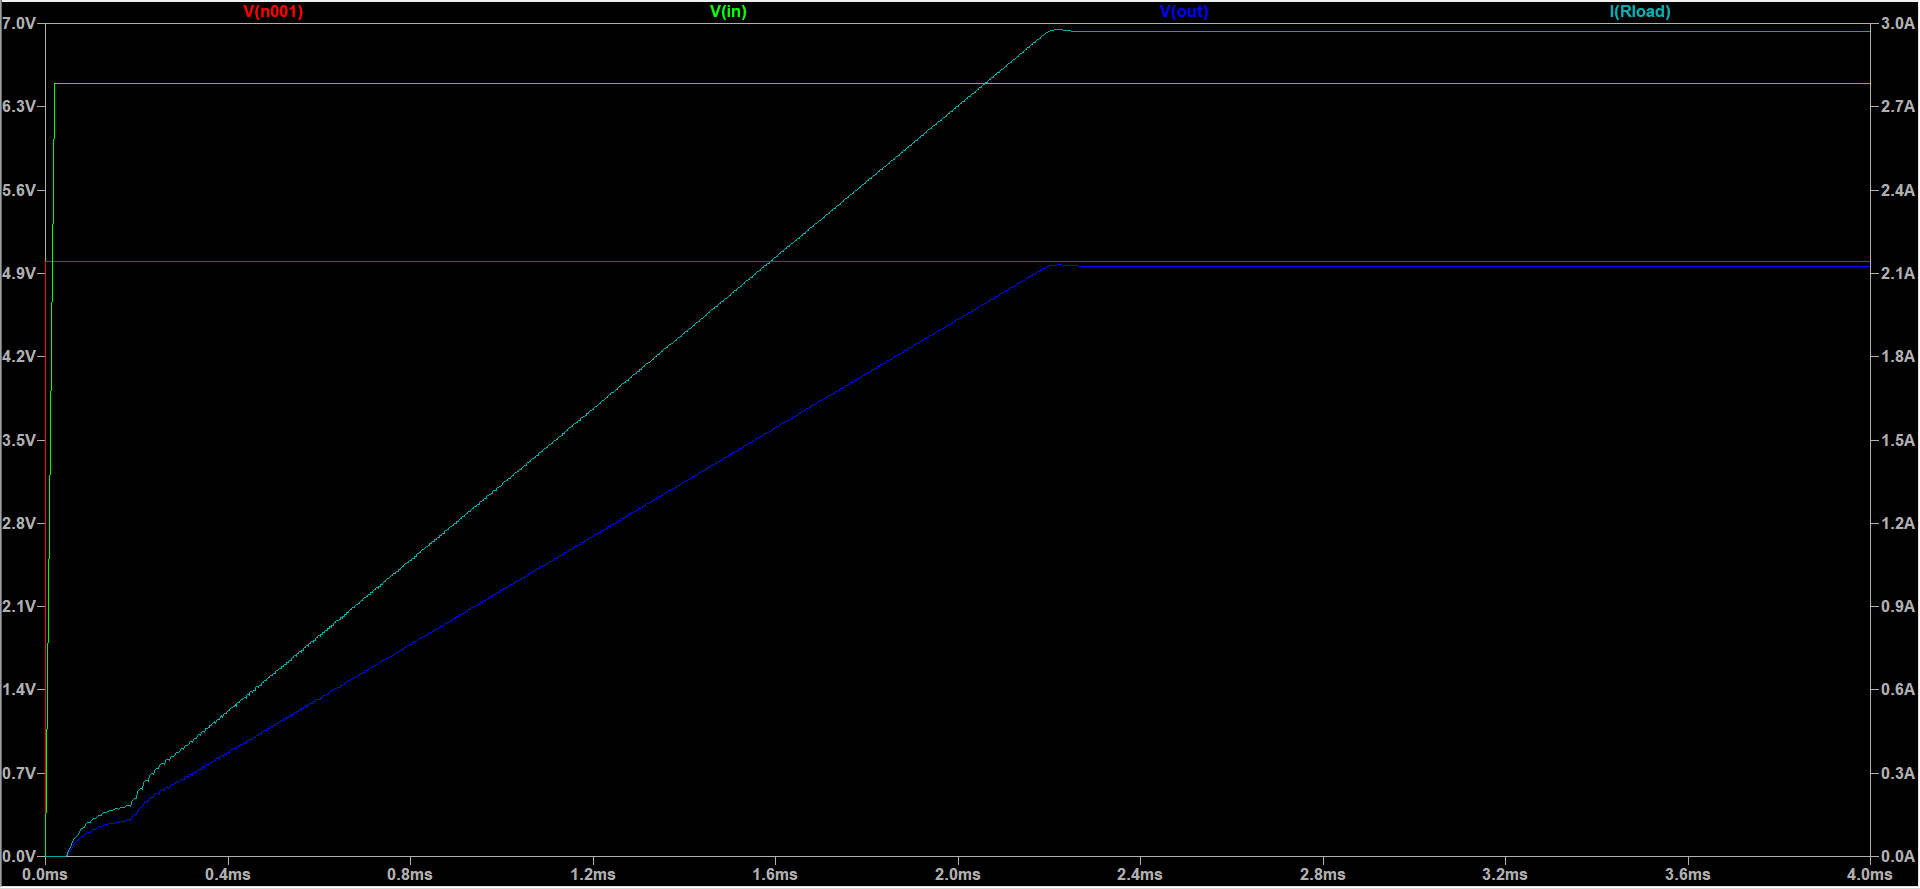 V(n001) V(in) V(out) I(Rload)
7.0V 3.0A
6.3V 2.7A
5.6V 2.4A
4.9V 2.1A
4.2V 1.8A
3.5V 1.5A
2.8V 1.2A
2.1V 0.9A
1.4V 0.6A
0.7V 0.3A
0.0V 0.0A
0.0ms 0.4ms 0.8ms 1.2ms 1.6ms 2.0ms 2.4ms 2.8ms 3.2ms 3.6ms 4.0ms